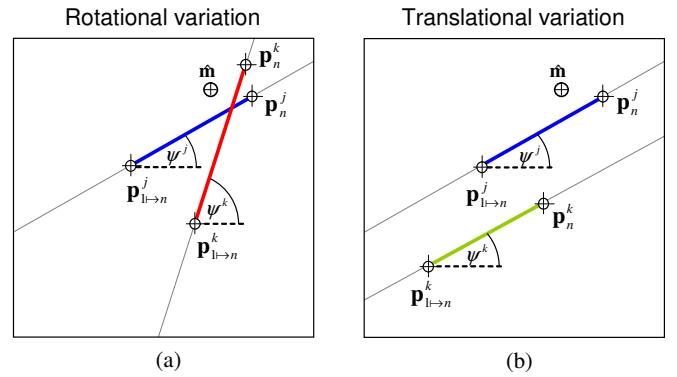 Rotational variation
Translational variation
p_n^k
m̂
m̂
p_n^j
p_n^j
ψ^j
ψ^j
p_{1↦n}^j
p_{1↦n}^j
ψ^k
p_n^k
p_{1↦n}^k
ψ^k
p_{1↦n}^k
(a)
(b)